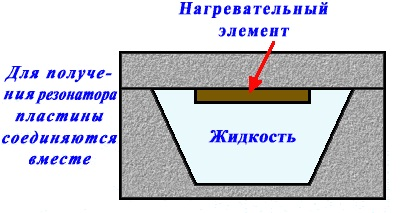 Нагревательный
элемент
Для получе-
ния резонатора
пластины
соединяются
вместе
Жидкость